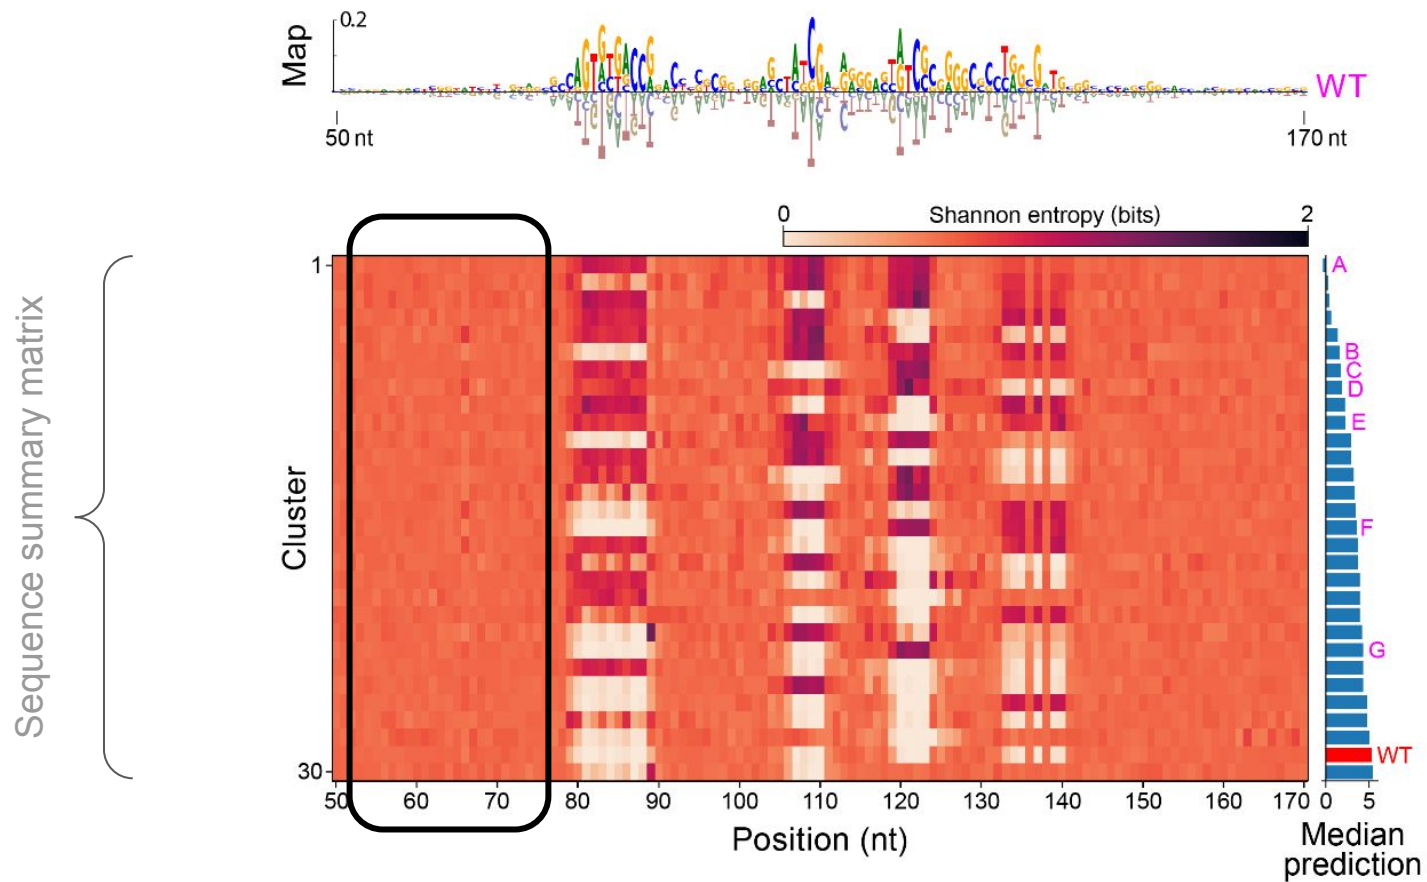 Map
0.2
WT
50 nt
170 nt
0
Shannon entropy (bits)
2
Sequence summary matrix
Cluster
1
30
A
B
C
D
E
F
G
WT
50 60 70 80 90 100 110 120 130 140 150 160 170
0 5
Position (nt)
Median
prediction